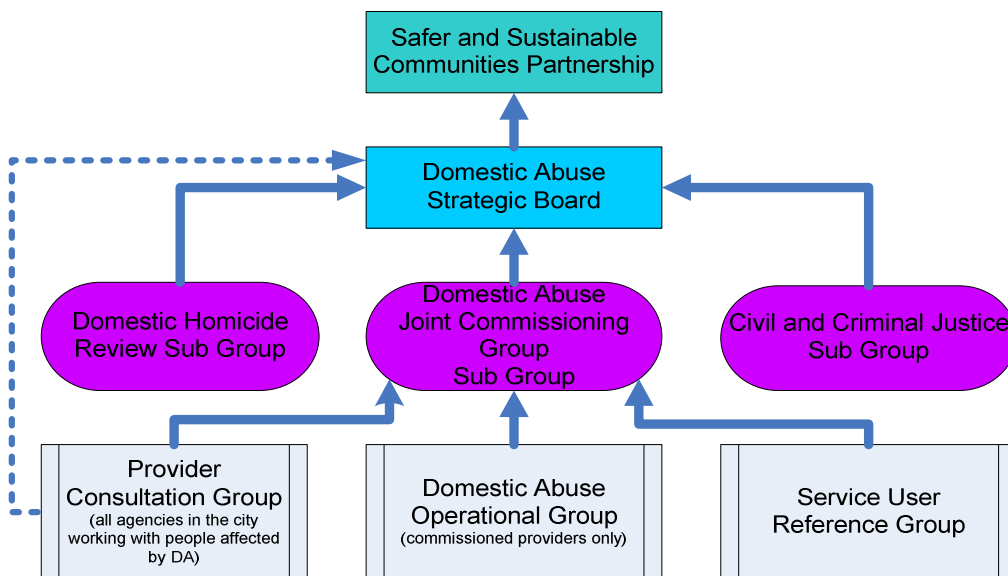 Safer and Sustainable
Communities Partnership
Domestic Abuse
Strategic Board
Domestic Homicide
Review Sub Group
Domestic Abuse
Joint Commissioning
Group
Sub Group
Civil and Criminal Justice
Sub Group
Provider
Consultation Group
(all agencies in the city
working with people affected
by DA)
Domestic Abuse
Operational Group
(commissioned providers only)
Service User
Reference Group